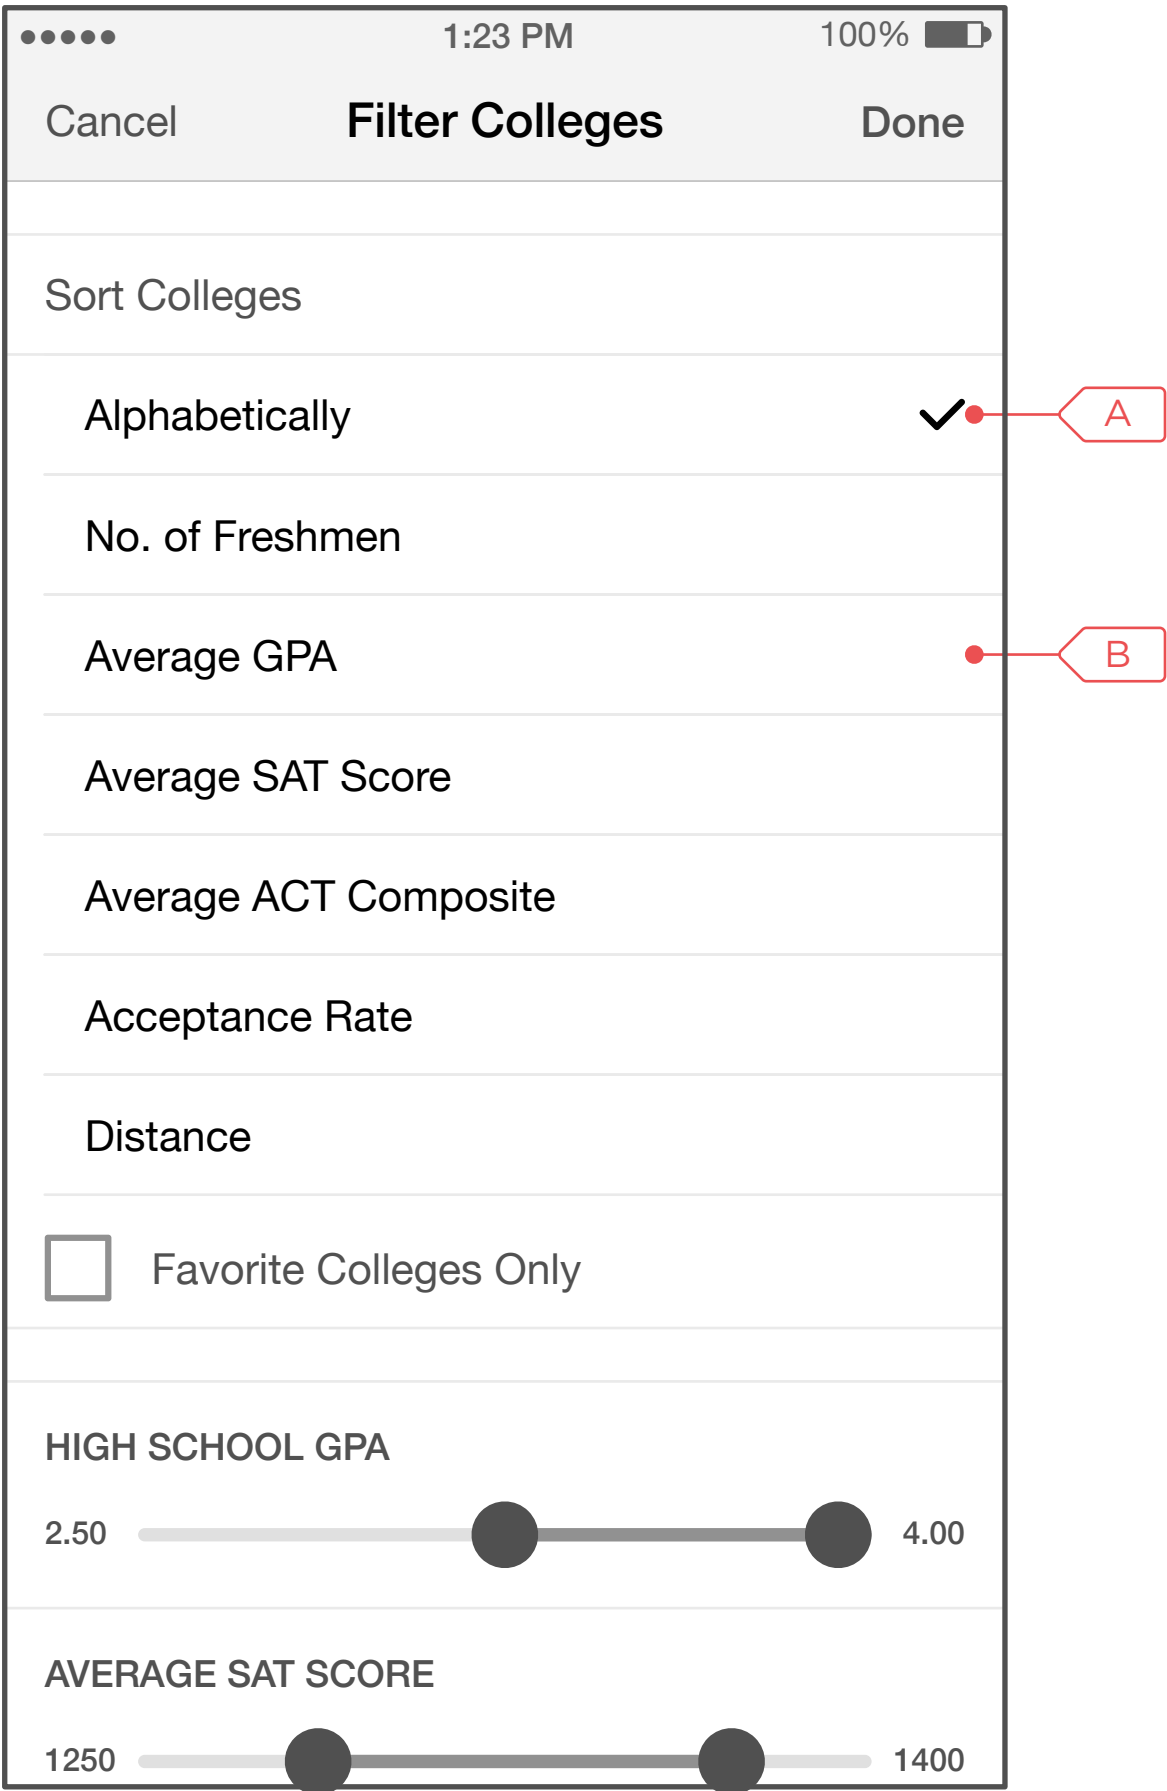 1:23 PM 100%
Cancel Filter Colleges Done
Sort Colleges
Alphabetically A
No. of Freshmen
Average GPA B
Average SAT Score
Average ACT Composite
Acceptance Rate
Distance
Favorite Colleges Only
HIGH SCHOOL GPA
2.50 4.00
AVERAGE SAT SCORE
1250 1400